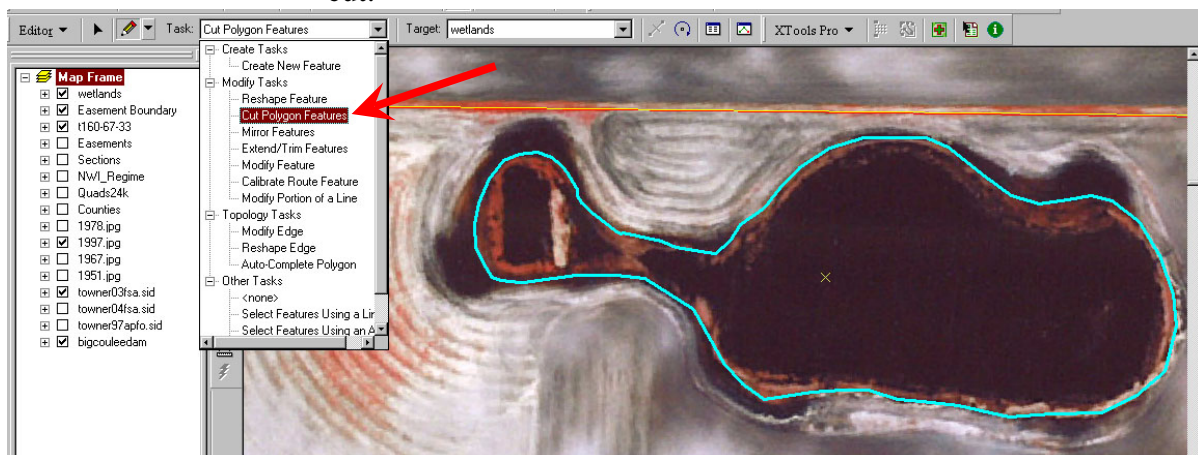 Editor Task: Cut Polygon Features Target: wetlands XTools Pro
Create Tasks
Create New Feature
Modify Tasks
Reshape Feature
Cut Polygon Features
Mirror Features
Extend/Trim Features
Modify Feature
Calibrate Route Feature
Modify Portion of a Line
Topology Tasks
Modify Edge
Reshape Edge
Auto-Complete Polygon
Other Tasks
<none>
Select Features Using a Lir
Select Features Using an A
Map Frame
wetlands
Easement Boundary
t160-67-33
Easements
Sections
NWI_Regime
Quads24k
Counties
1978.jpg
1997.jpg
1967.jpg
1951.jpg
towner03fsa.sid
towner04fsa.sid
towner97apfo.sid
bigcouleedam